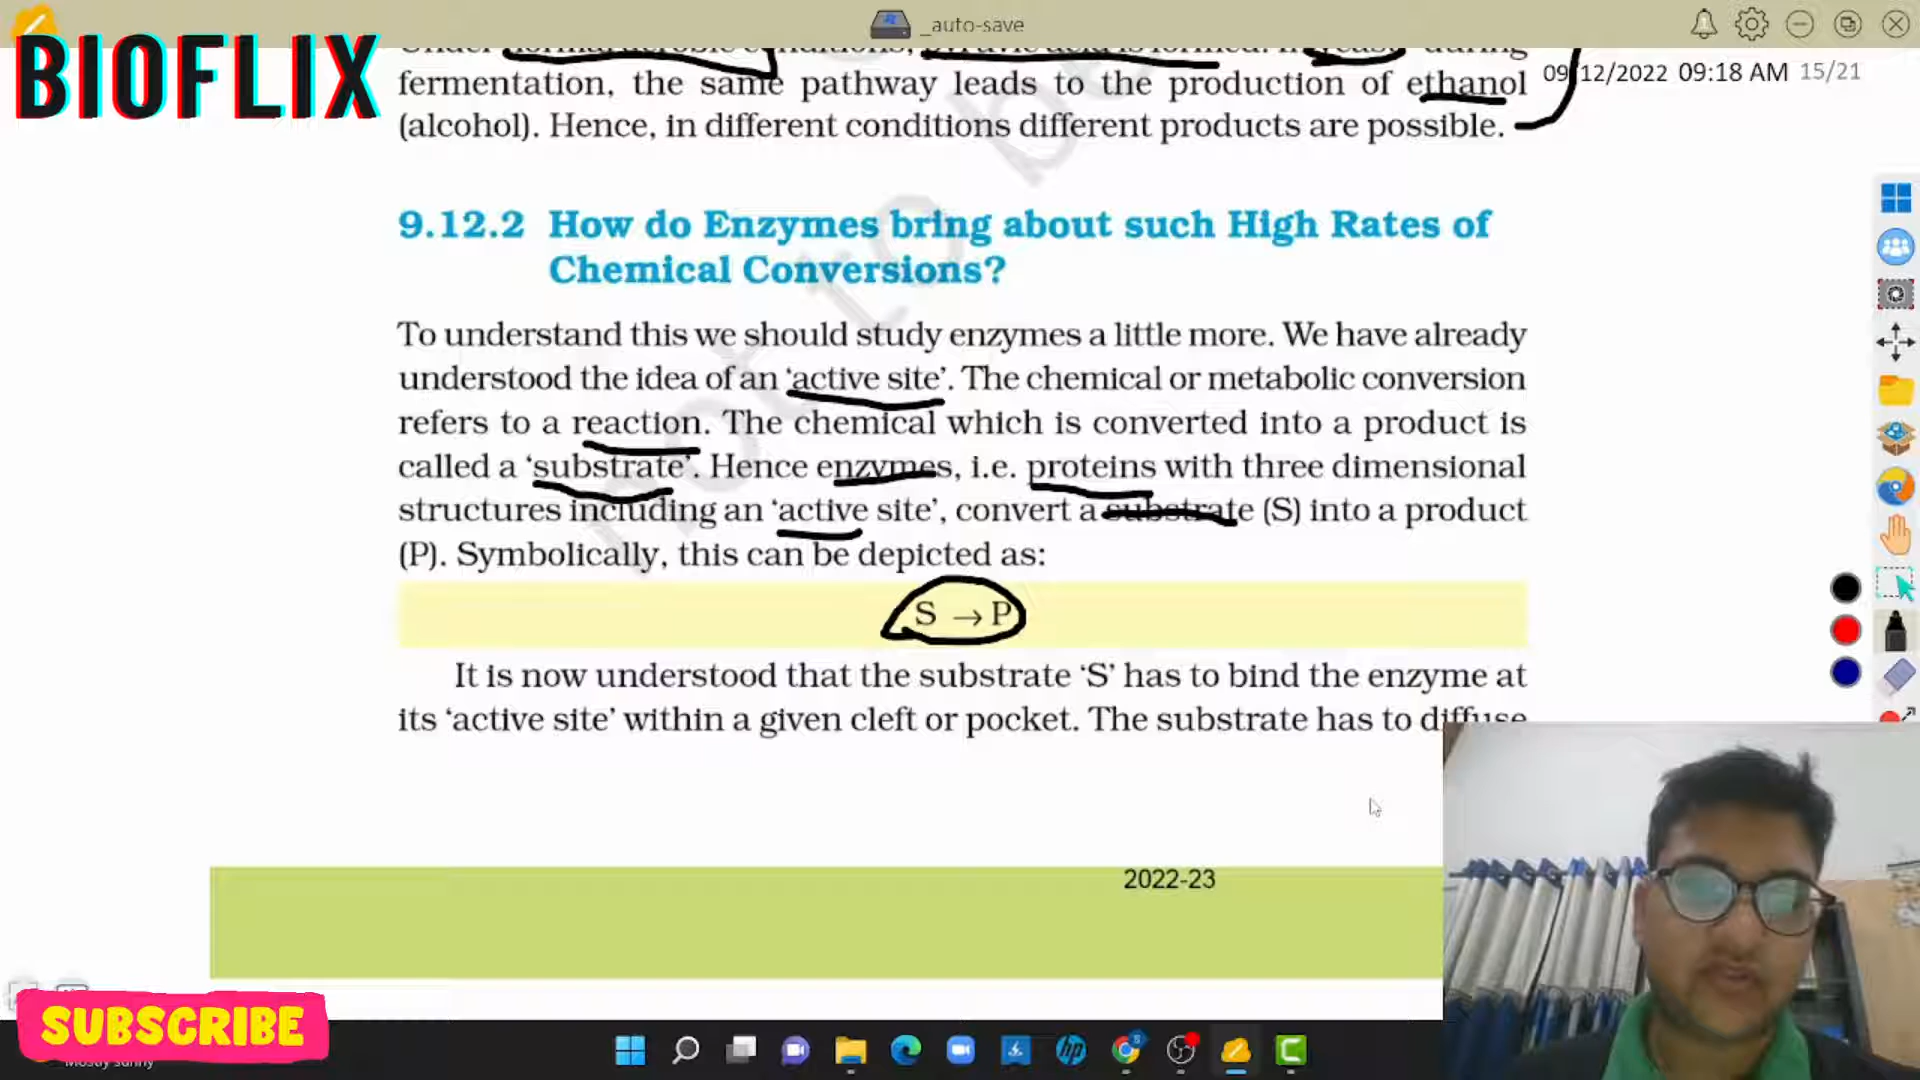 _auto-save
BIOFLIX
09/12/2022 09:18 AM 15/21
fermentation, the same pathway leads to the production of ethanol
(alcohol). Hence, in different conditions different products are possible.
9.12.2 How do Enzymes bring about such High Rates of
Chemical Conversions?
To understand this we should study enzymes a little more. We have already
understood the idea of an ‘active site’. The chemical or metabolic conversion
refers to a reaction. The chemical which is converted into a product is
called a ‘substrate’. Hence enzymes, i.e. proteins with three dimensional
structures including an ‘active site’, convert a substrate (S) into a product
(P). Symbolically, this can be depicted as:
S → P
It is now understood that the substrate ‘S’ has to bind the enzyme at
its ‘active site’ within a given cleft or pocket. The substrate has to diffuse
2022-23
SUBSCRIBE
Mostly sunny
hp